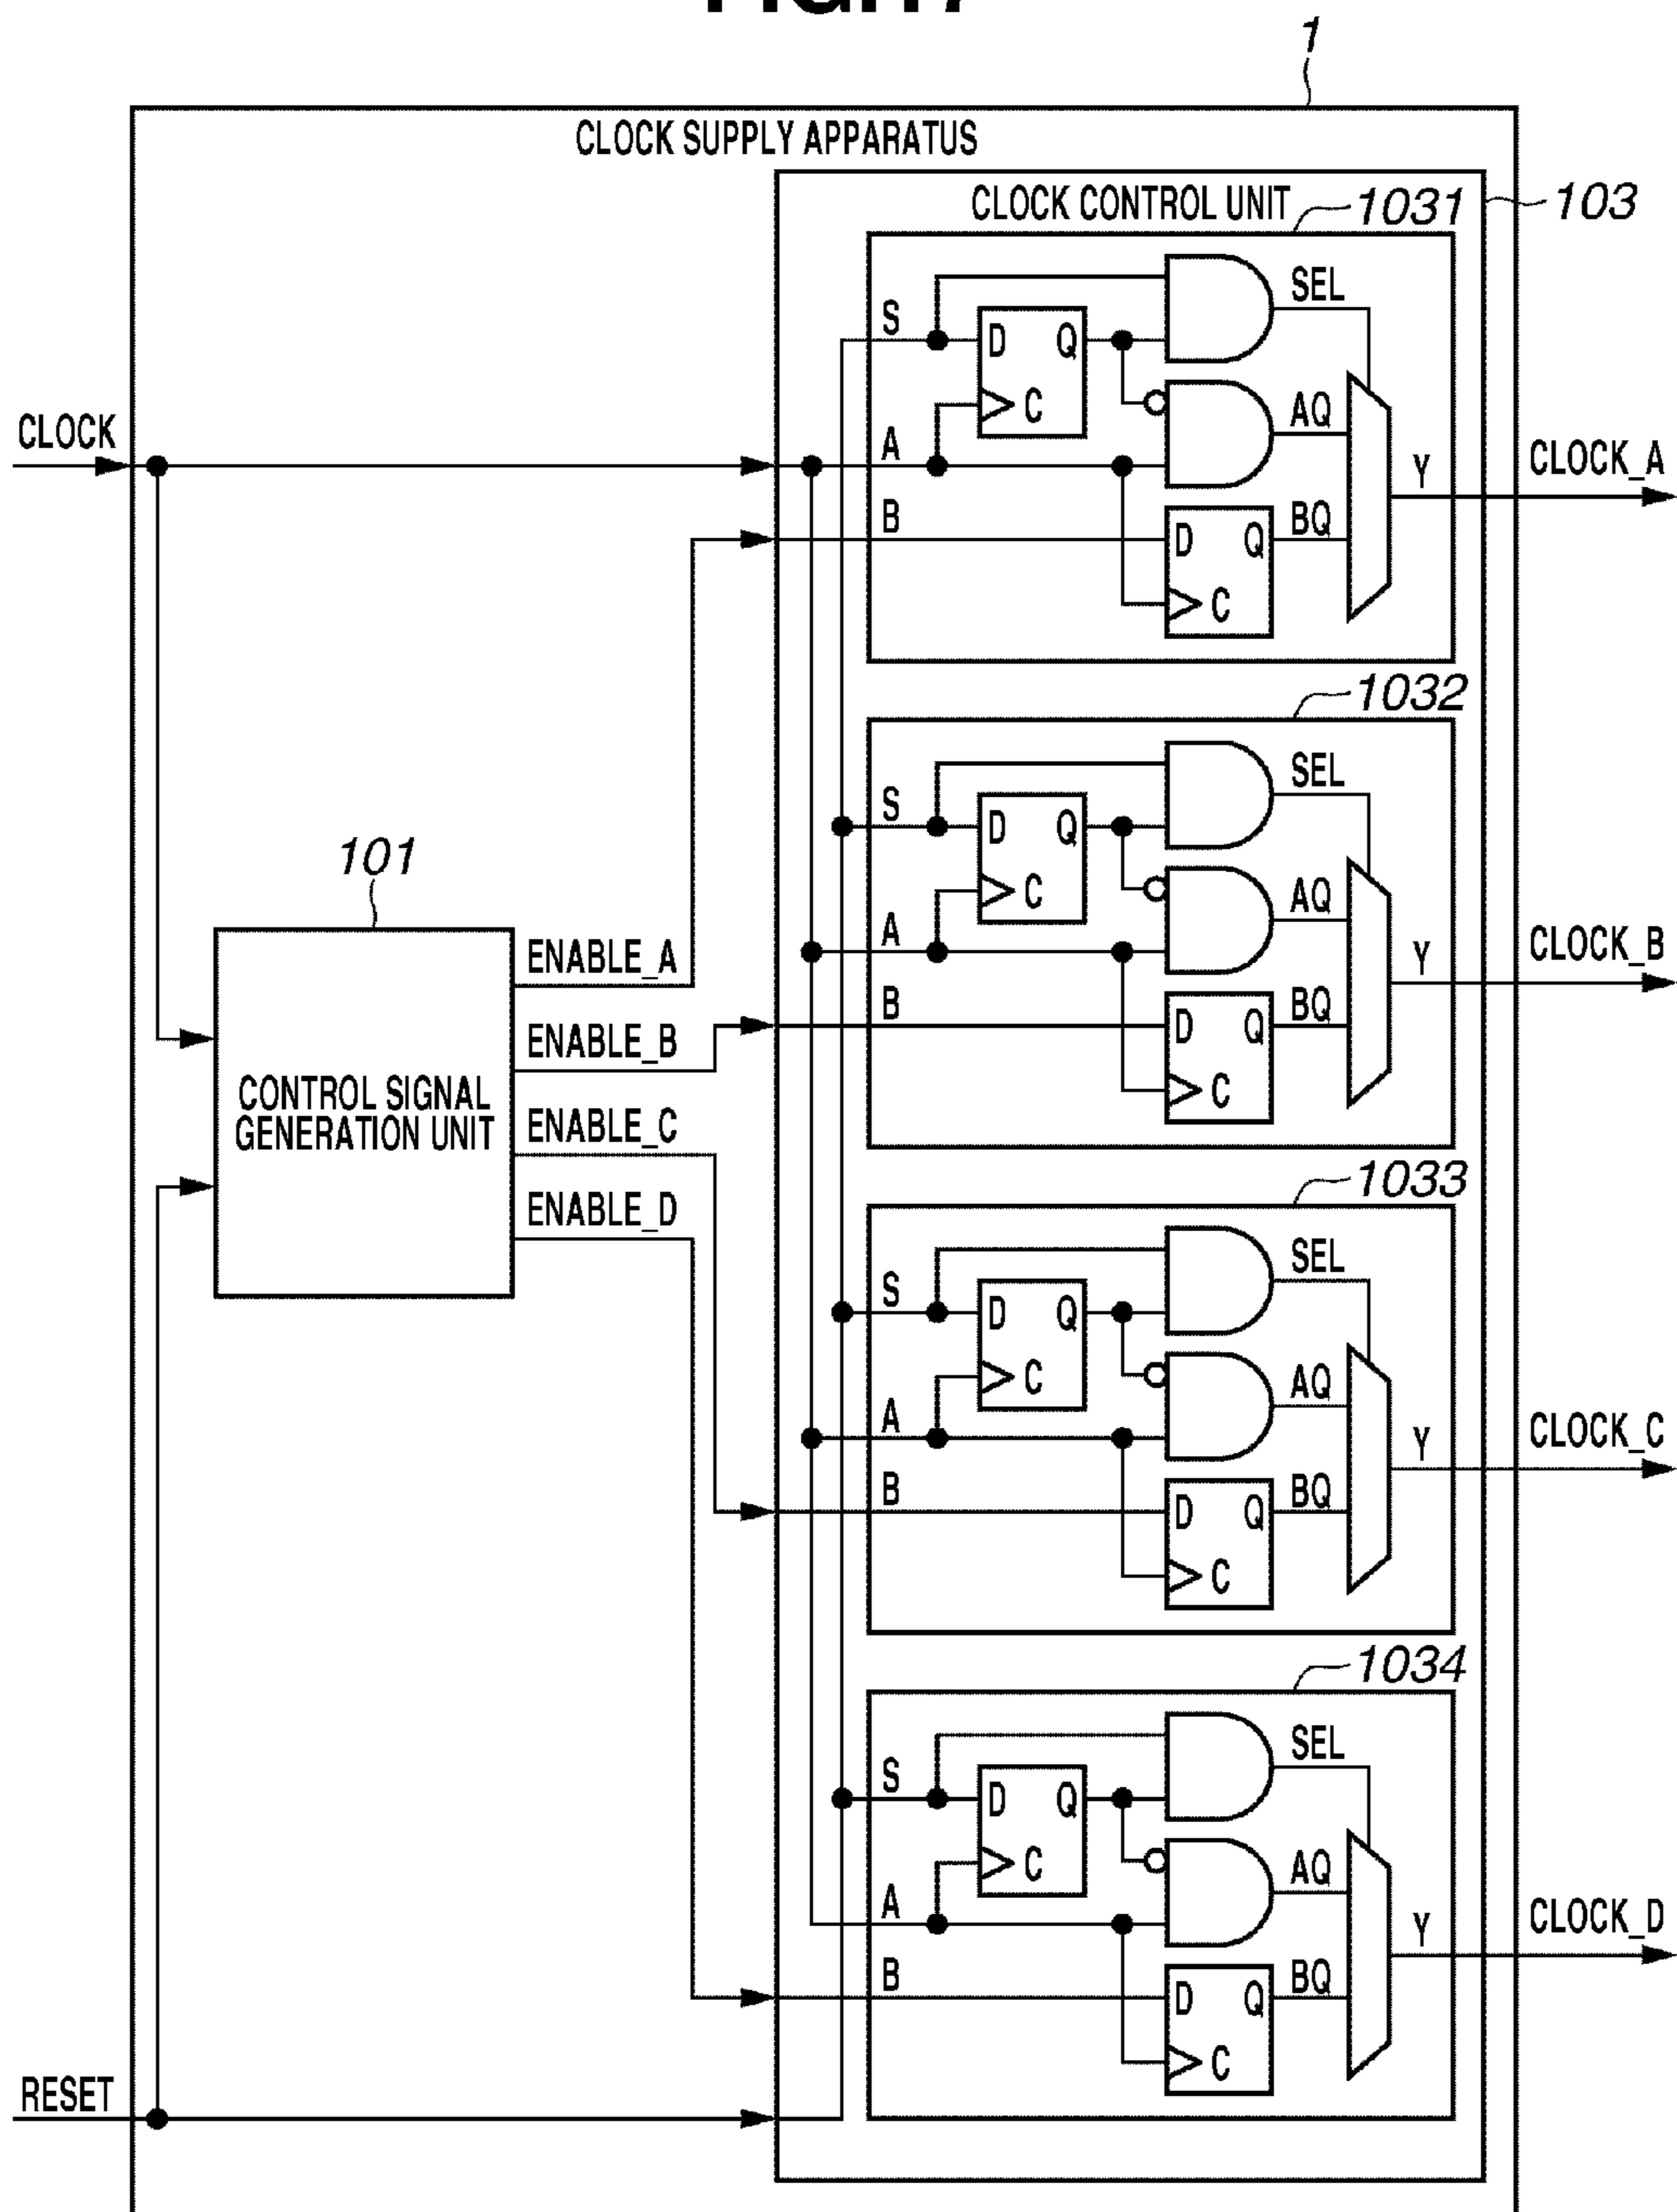 1
CLOCK SUPPLY APPARATUS
CLOCK CONTROL UNIT
103
1031
S
D Q
C
SEL
A
AQ
B
D Q
C
BQ
Y
CLOCK
CLOCK_A
1032
S
D Q
C
SEL
A
AQ
B
D Q
C
BQ
Y
CLOCK_B
101
CONTROL SIGNAL
GENERATION UNIT
ENABLE_A
ENABLE_B
ENABLE_C
ENABLE_D
1033
S
D Q
C
SEL
A
AQ
B
D Q
C
BQ
Y
CLOCK_C
1034
S
D Q
C
SEL
A
AQ
B
D Q
C
BQ
Y
CLOCK_D
RESET